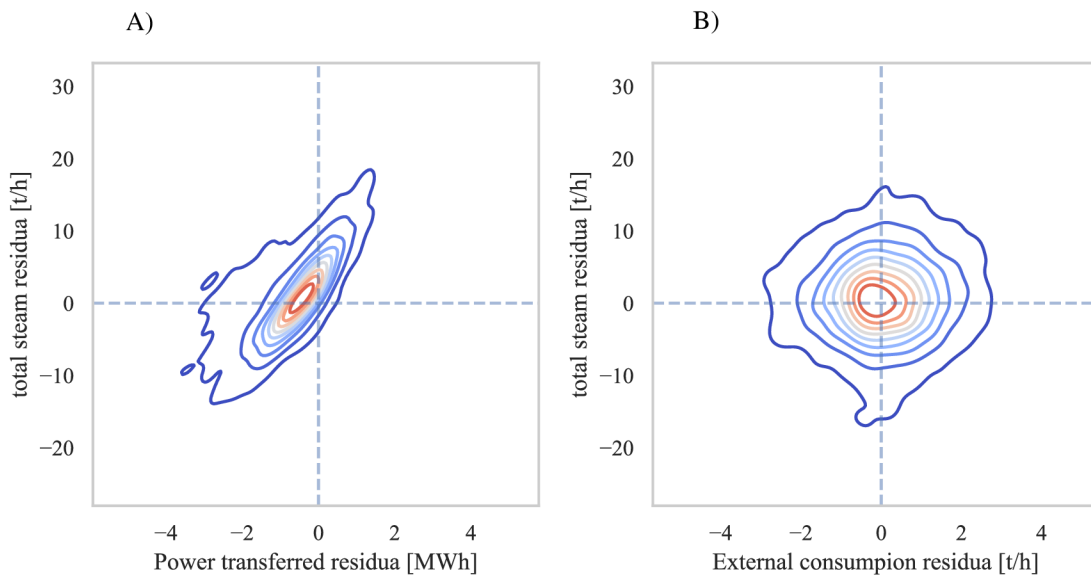 A)
B)
30
20
10
0
−10
−20
total steam residua [t/h]
−4 −2 0 2 4
Power transferred residua [MWh]
30
20
10
0
−10
−20
total steam residua [t/h]
−4 −2 0 2 4
External consumpion residua [t/h]